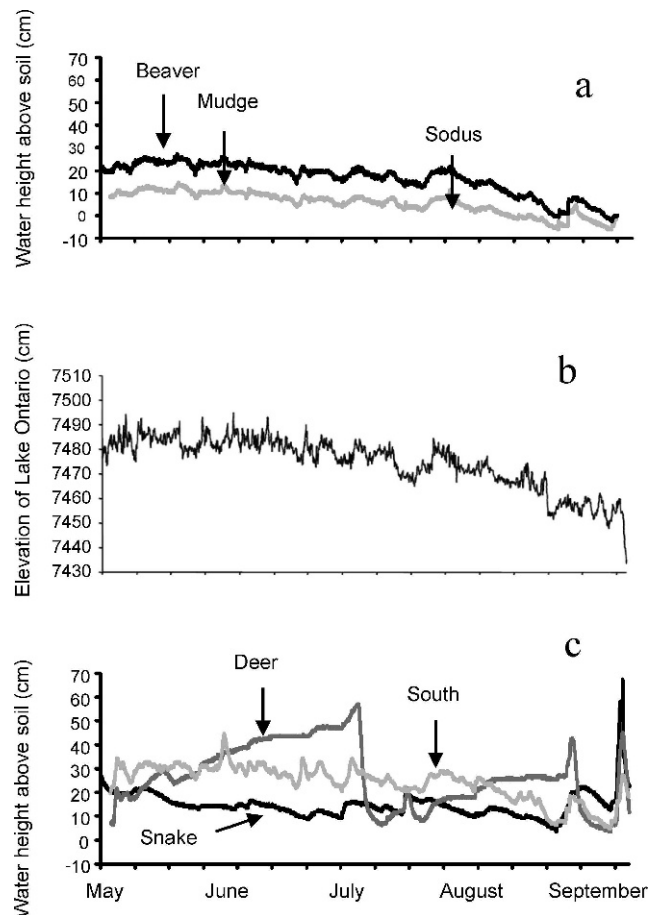 Water height above soil (cm)
70
60
50
40
30
20
10
0
-10
Beaver
Mudge
Sodus
a
Elevation of Lake Ontario (cm)
7510
7500
7490
7480
7470
7460
7450
7440
7430
b
Water height above soil (cm)
70
60
50
40
30
20
10
0
-10
Deer
South
Snake
c
May June July August September